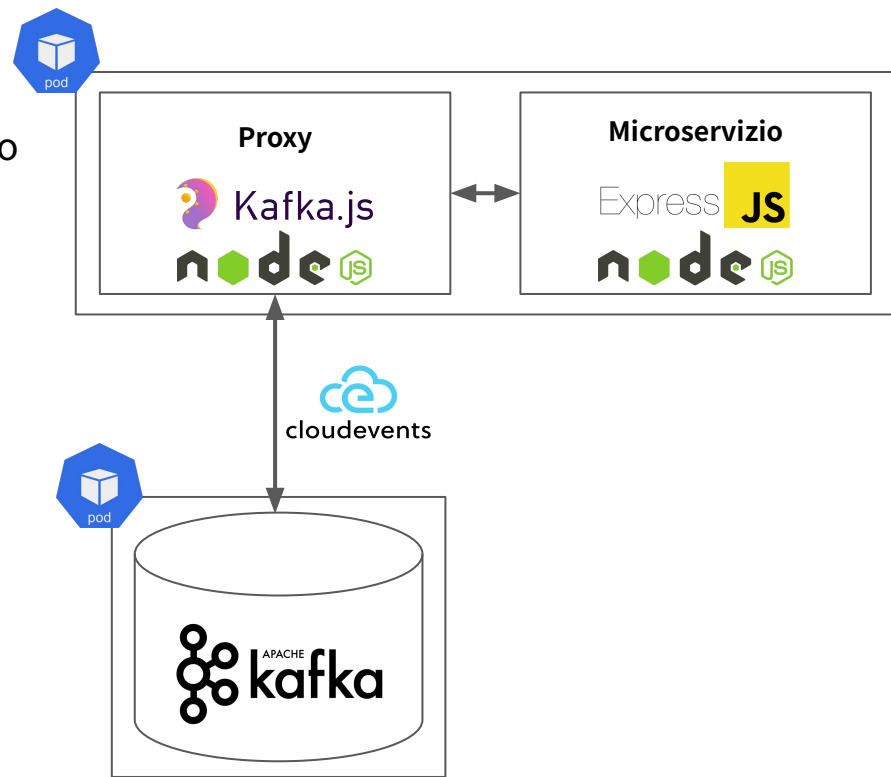 pod
o
Proxy
Microservizio
Kafka.js
Express JS
node JS
node JS
cloudevents
pod
APACHE
kafka